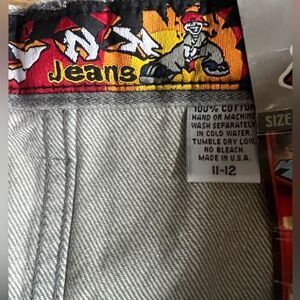 JNK
Jeans
100% COTTON
HAND OR MACHINE
WASH SEPARATELY
IN COLD WATER.
TUMBLE DRY LOW.
NO BLEACH.
MADE IN U.S.A.
11-12
SIZE